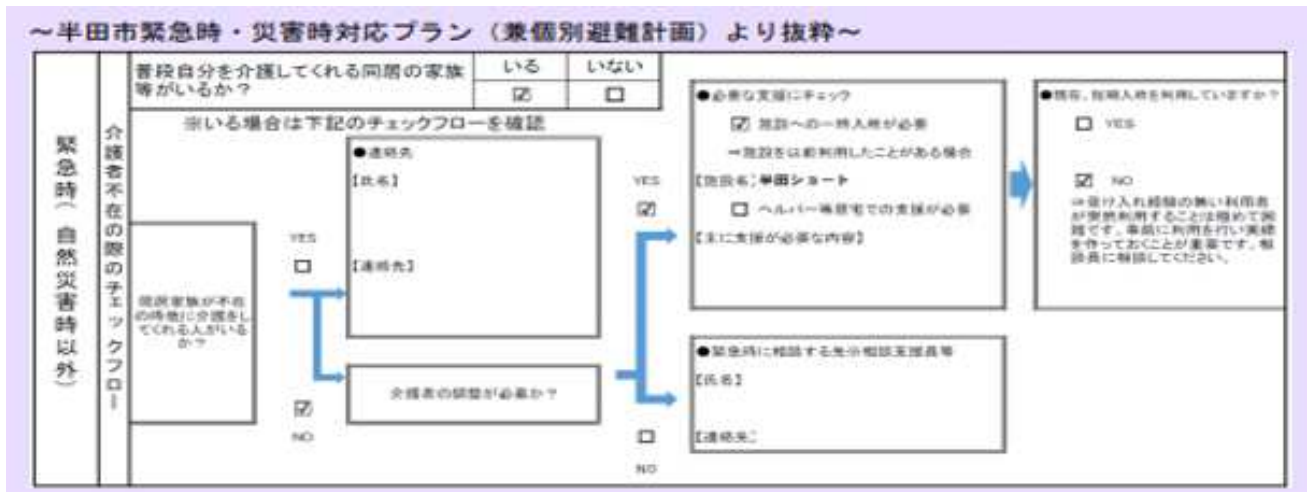 ～半田市緊急時・災害時対応プラン（兼個別避難計画）より抜粋～
緊急時（自然災害時以外）
介護者不在の際のチェックフロー
普段自分を介護してくれる同居の家族
等がいるか？
いる
いない
☑
☐
※いる場合は下記のチェックフローを確認
同居家族が不在
の時他に介護をし
てくれる人がいる
か？
YES
☐
☑
NO
●連絡先
【氏名】
【連絡先】
介護者の調整が必要か？
YES
☑
☐
NO
●必要な支援にチェック
☑ 施設への一時入所が必要
⇒施設を以前利用したことがある場合
【施設名】半田ショート
☐ ヘルパー等居宅での支援が必要
【主に支援が必要な内容】
●緊急時に相談する先※相談支援員等
【氏名】
【連絡先】
●現在、短期入所を利用していますか？
☐ YES
☑ NO
⇒受け入れ経験の無い利用者
が突然利用することは極めて困
難です。事前に利用を行い実績
を作っておくことが重要です。相
談員に相談してください。